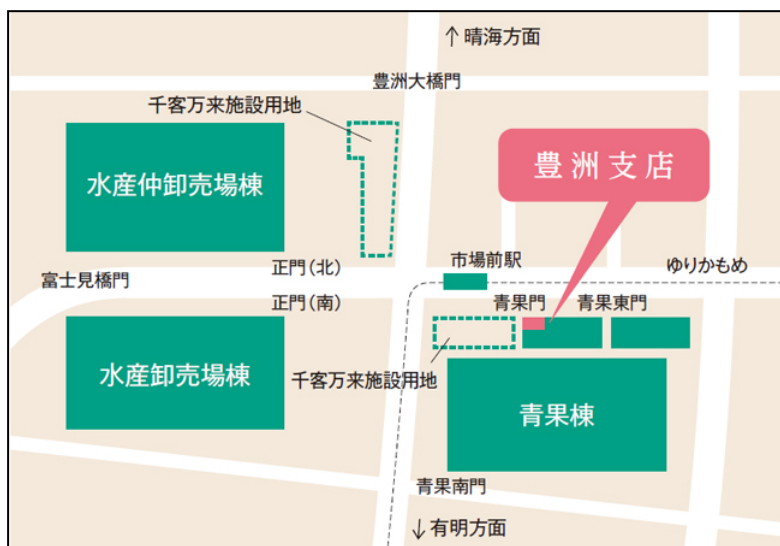 ↑晴海方面
豊洲大橋門
千客万来施設用地
水産仲卸売場棟
豊洲支店
市場前駅
ゆりかもめ
正門(北)
富士見橋門
正門(南)
青果門
青果東門
水産卸売場棟
千客万来施設用地
青果棟
青果南門
↓有明方面